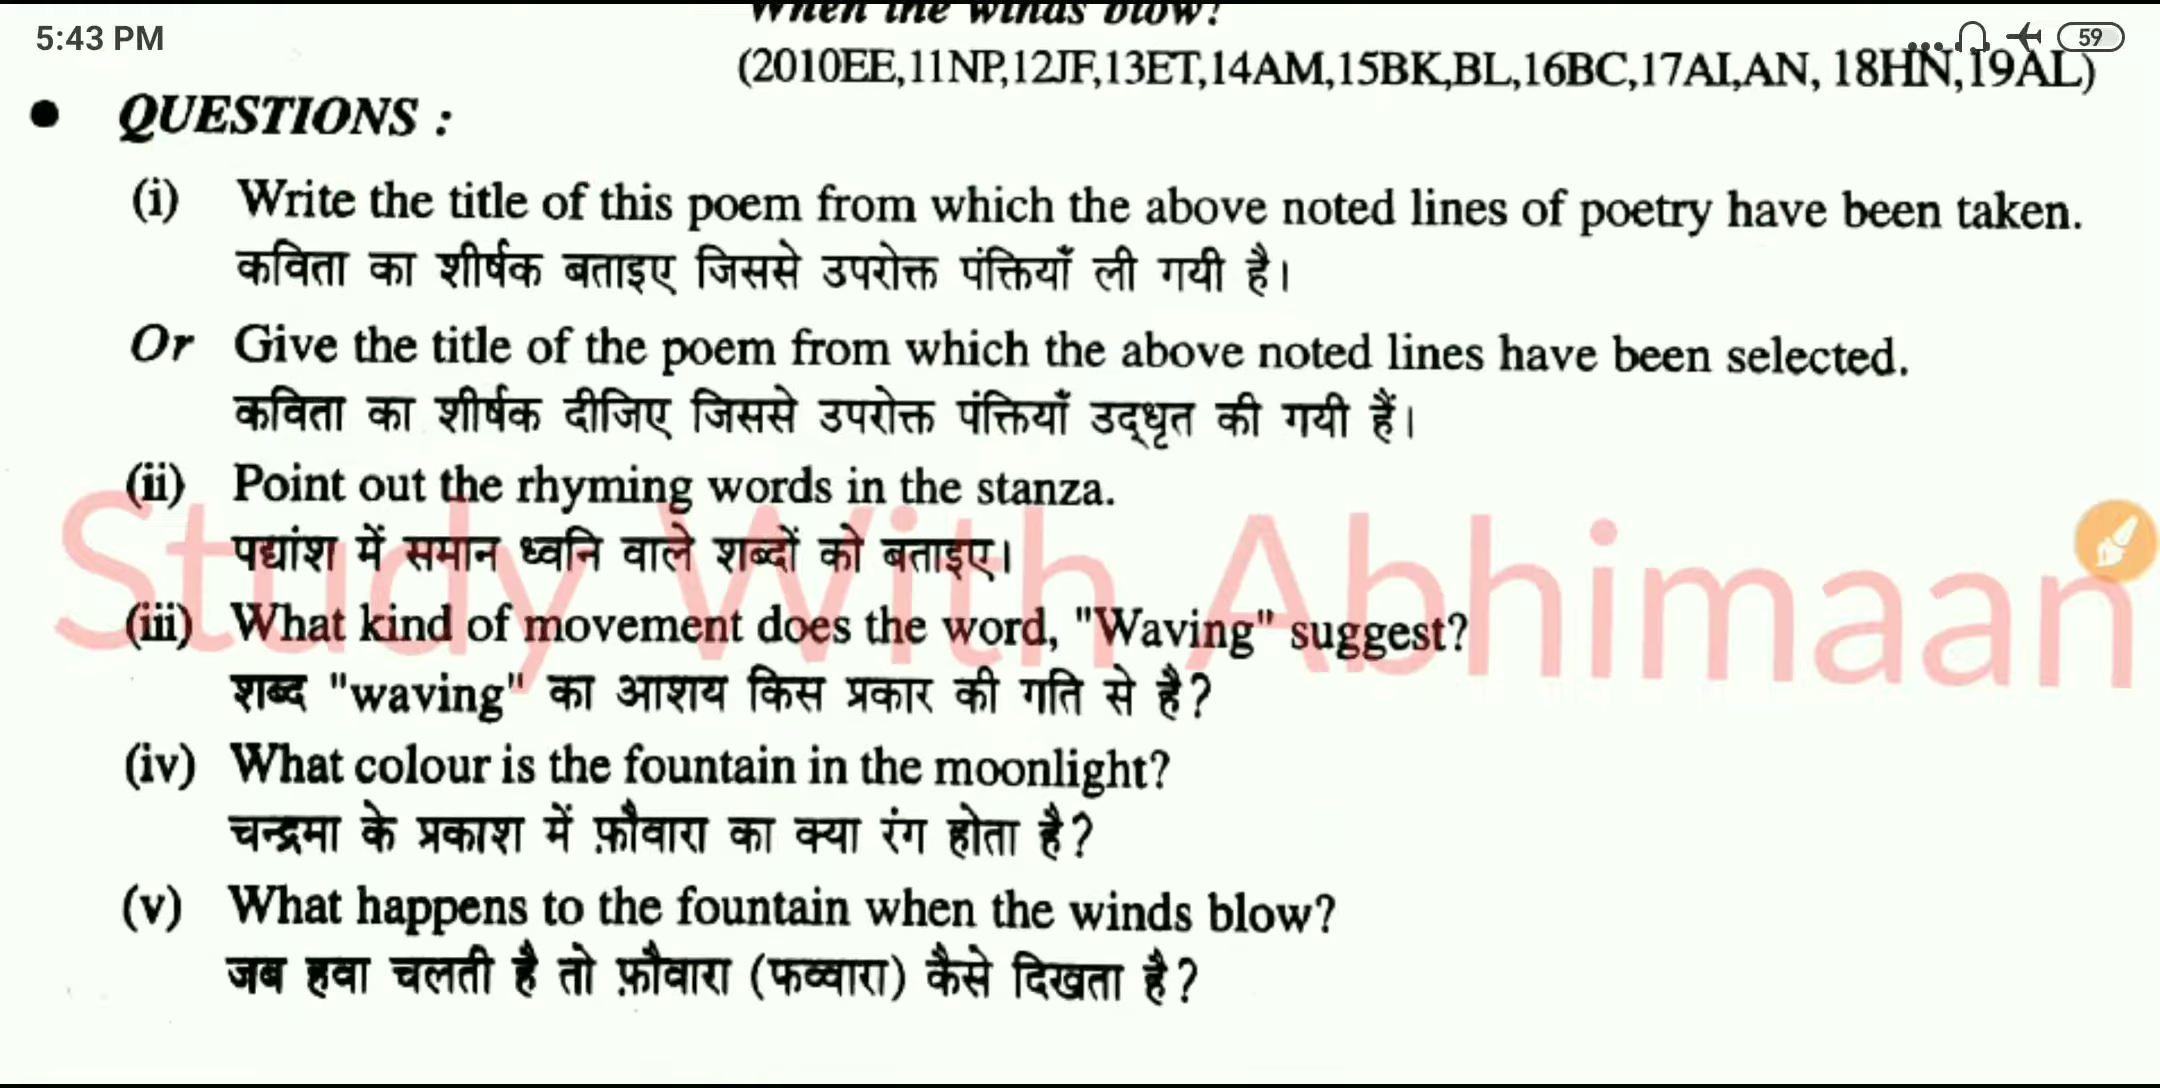 When the winds blow!
5:43 PM
59
(2010EE,11NP,12JF,13ET,14AM,15BK,BL,16BC,17AI,AN, 18HN,19AL)
● QUESTIONS :
(i) Write the title of this poem from which the above noted lines of poetry have been taken.
कविता का शीर्षक बताइए जिससे उपरोक्त पंक्तियाँ ली गयी है।
Or Give the title of the poem from which the above noted lines have been selected.
कविता का शीर्षक दीजिए जिससे उपरोक्त पंक्तियाँ उद्धृत की गयी हैं।
(ii) Point out the rhyming words in the stanza.
पद्यांश में समान ध्वनि वाले शब्दों को बताइए।
Study With Abhimaan
(iii) What kind of movement does the word, "Waving" suggest?
शब्द "waving" का आशय किस प्रकार की गति से है?
(iv) What colour is the fountain in the moonlight?
चन्द्रमा के प्रकाश में फ़ौवारा का क्या रंग होता है?
(v) What happens to the fountain when the winds blow?
जब हवा चलती है तो फ़ौवारा (फव्वारा) कैसे दिखता है?